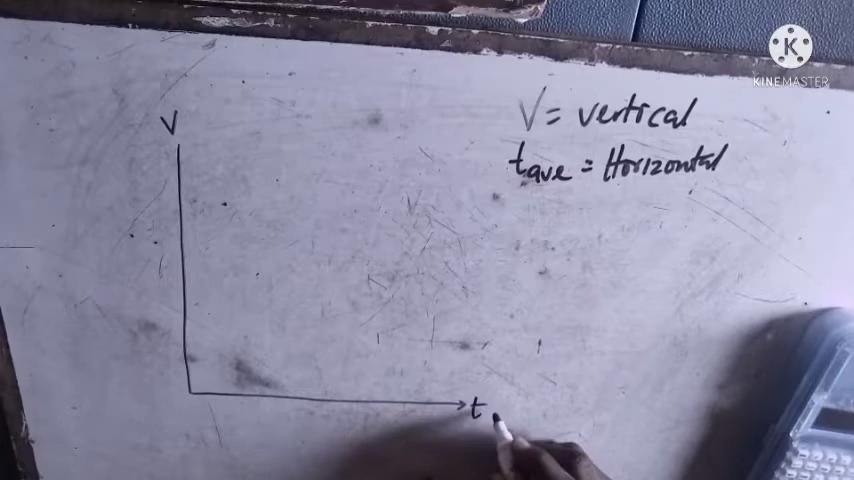 KINEMASTER
V = vertical
tave = Horizontal
V
t